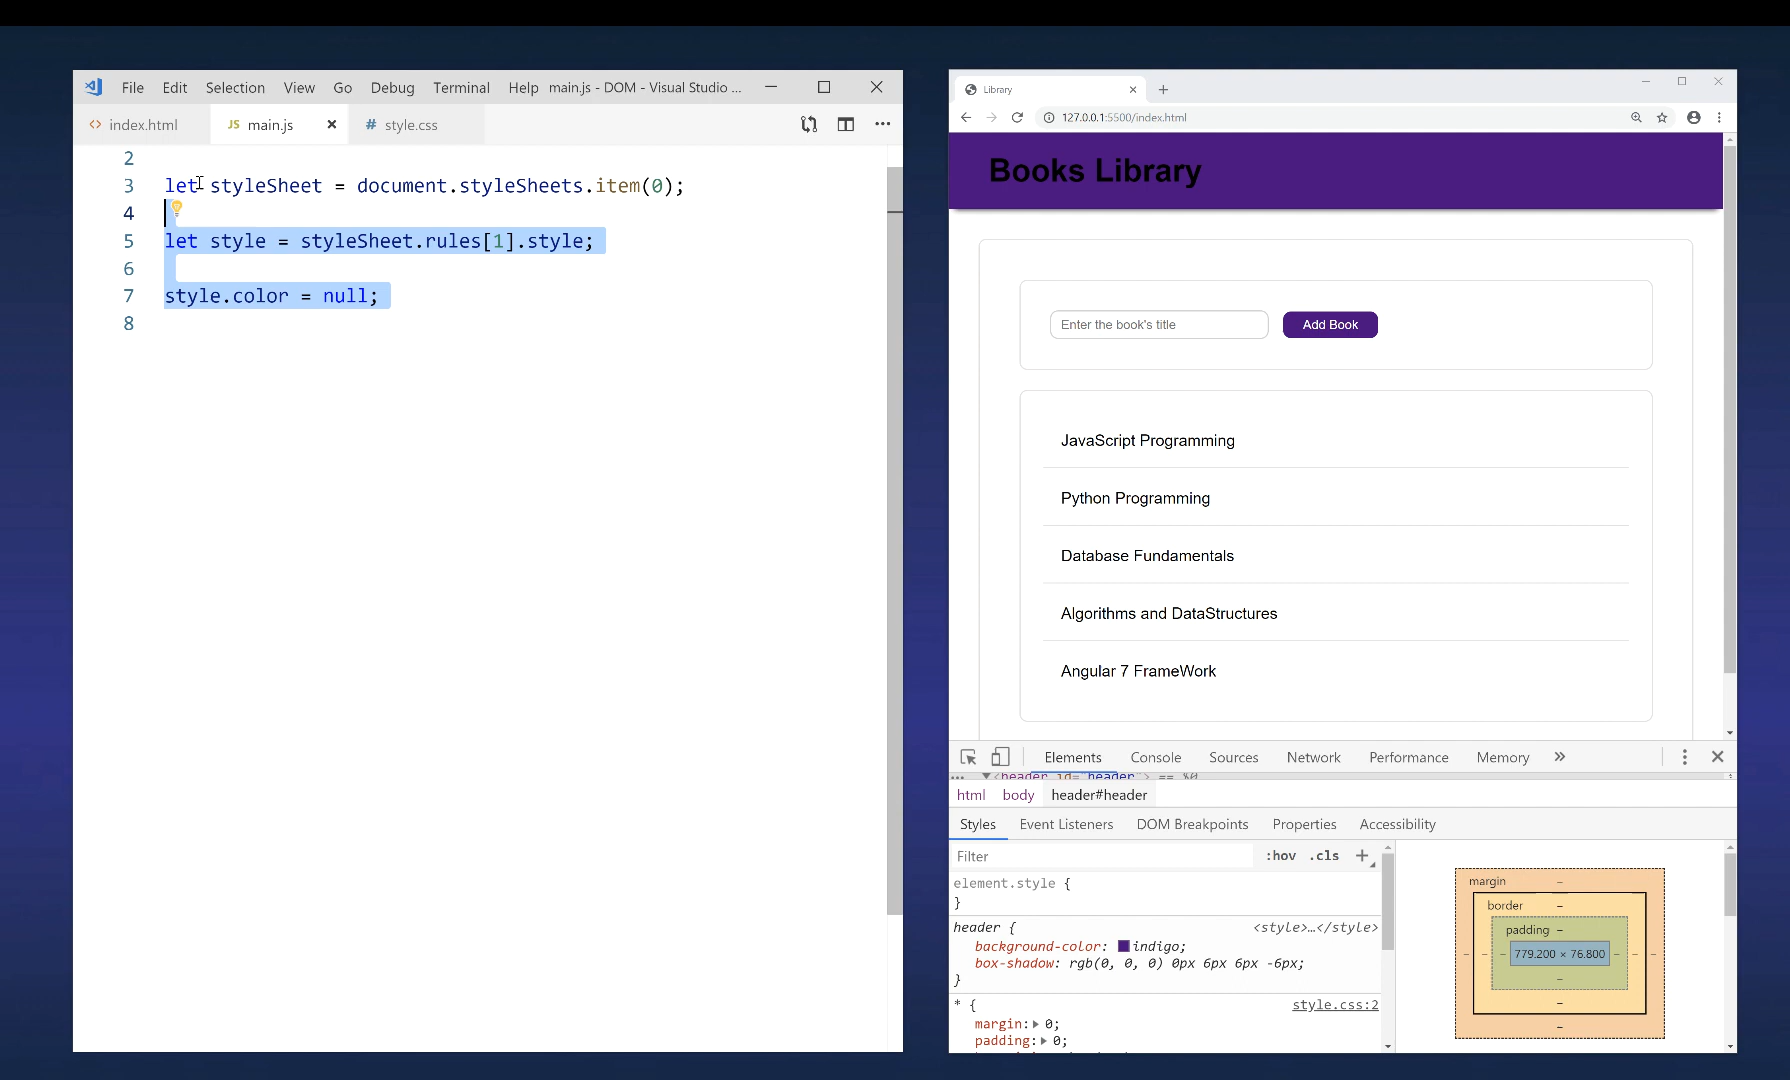 File Edit Selection View Go Debug Terminal Help main.js - DOM - Visual Studio ...
<> index.html JS main.js # style.css
2
3 let styleSheet = document.styleSheets.item(0);
4
5 let style = styleSheet.rules[1].style;
6
7 style.color = null;
8
Library
127.0.0.1:5500/index.html
Books Library
Enter the book's title Add Book
JavaScript Programming
Python Programming
Database Fundamentals
Algorithms and DataStructures
Angular 7 FrameWork
Elements Console Sources Network Performance Memory »
... ▼<header id="header"> == $0
html body header#header
Styles Event Listeners DOM Breakpoints Properties Accessibility
Filter :hov .cls +
element.style {
}
header { <style>…</style>
background-color: indigo;
box-shadow: rgb(0, 0, 0) 0px 6px 6px -6px;
}
* { style.css:2
margin:▶ 0;
padding:▶ 0;
margin –
border –
padding –
– – – 779.200 × 76.800 – – –
–
–
–